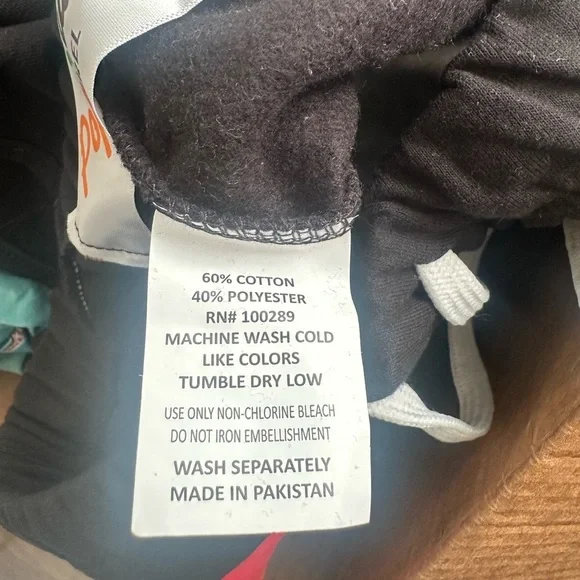 60% COTTON
40% POLYESTER
RN# 100289
MACHINE WASH COLD
LIKE COLORS
TUMBLE DRY LOW
USE ONLY NON-CHLORINE BLEACH
DO NOT IRON EMBELLISHMENT
WASH SEPARATELY
MADE IN PAKISTAN